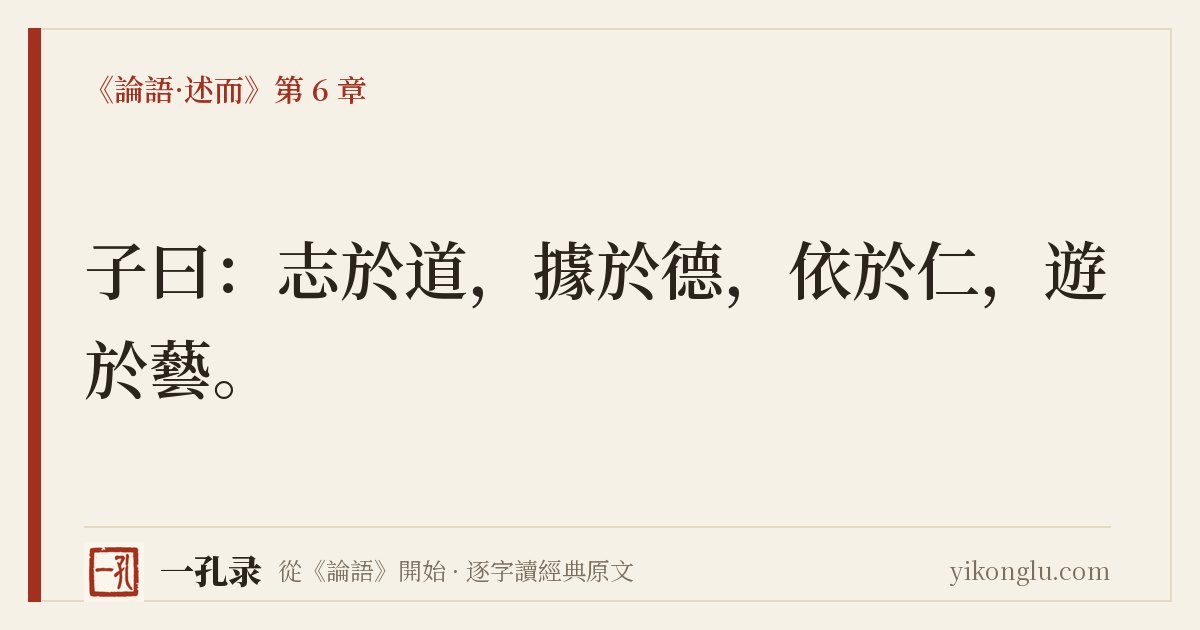 《論語·述而》第 6 章
子曰：志於道，據於德，依於仁，遊
於藝。
一孔
一孔录 從《論語》開始 · 逐字讀經典原文 yikonglu.com